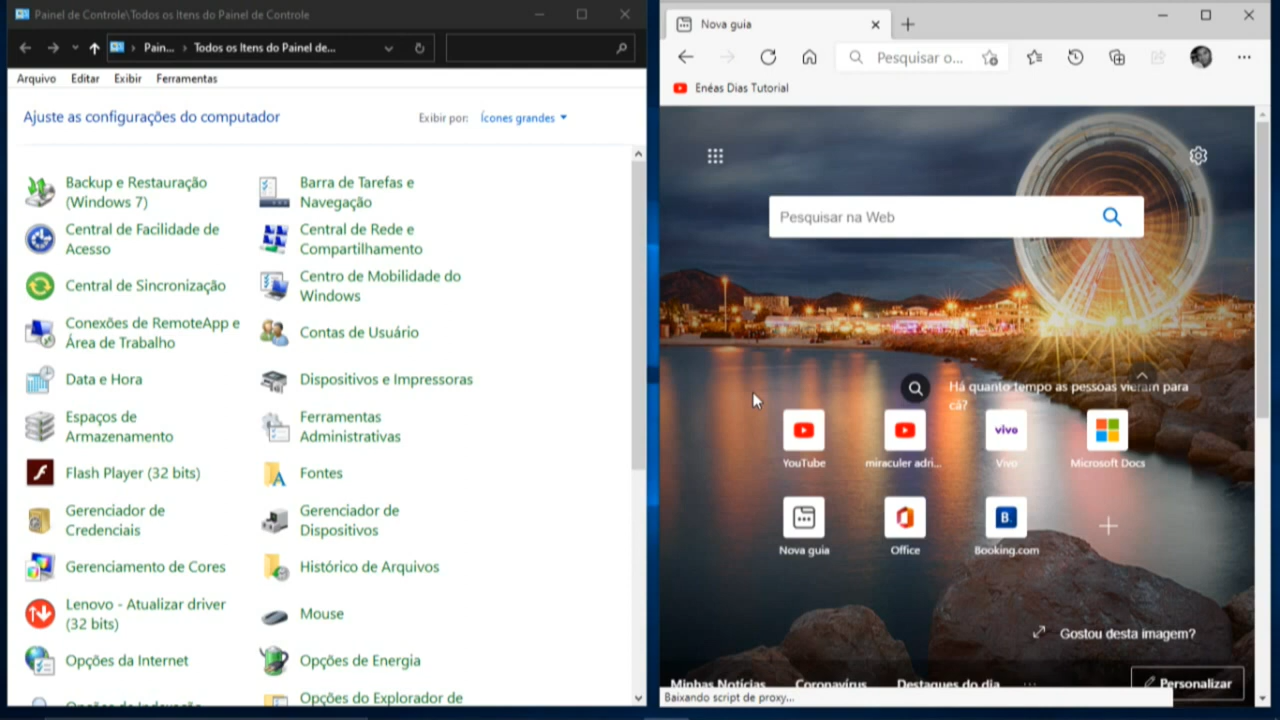 Painel de Controle\Todos os Itens do Painel de Controle
Pain... Todos os Itens do Painel de...
Arquivo Editar Exibir Ferramentas
Ajuste as configurações do computador
Exibir por: Ícones grandes
Backup e Restauração
(Windows 7)
Barra de Tarefas e
Navegação
Central de Facilidade de
Acesso
Central de Rede e
Compartilhamento
Central de Sincronização
Centro de Mobilidade do
Windows
Conexões de RemoteApp e
Área de Trabalho
Contas de Usuário
Data e Hora
Dispositivos e Impressoras
Espaços de
Armazenamento
Ferramentas
Administrativas
Flash Player (32 bits)
Fontes
Gerenciador de
Credenciais
Gerenciador de
Dispositivos
Gerenciamento de Cores
Histórico de Arquivos
Lenovo - Atualizar driver
(32 bits)
Mouse
Opções da Internet
Opções de Energia
Opções de Indexação
Opções do Explorador de
Nova guia
Pesquisar o...
Enéas Dias Tutorial
Pesquisar na Web
Há quanto tempo as pessoas vieram para
cá?
YouTube
miraculer adri...
vivo
Vivo
Microsoft Docs
Nova guia
Office
B.
Booking.com
Gostou desta imagem?
Minhas Notícias Coronavírus Destaques do dia ...
Personalizar
Baixando script de proxy...